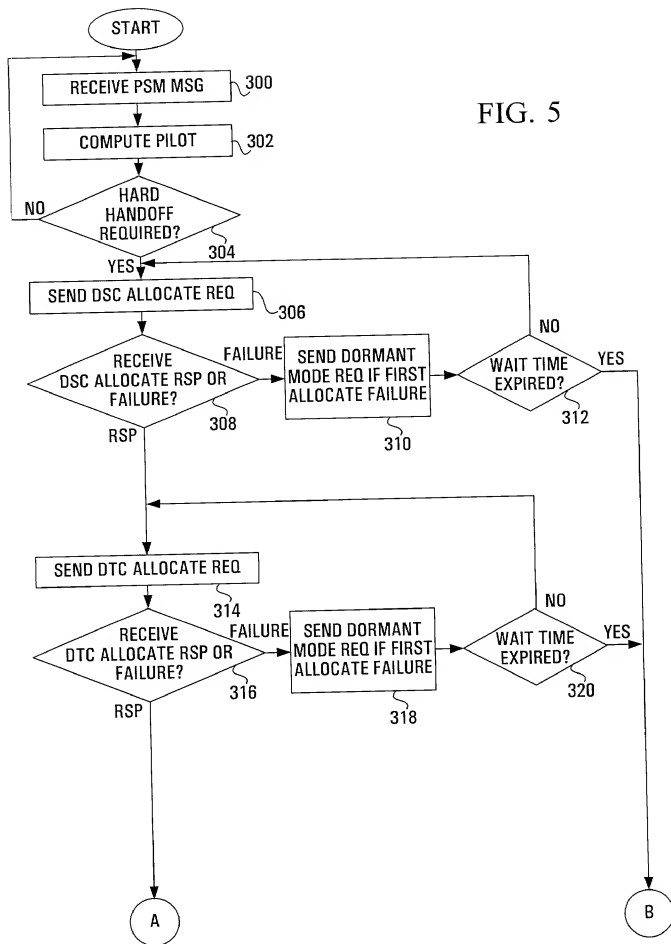 START
RECEIVE PSM MSG
300
FIG. 5
COMPUTE PILOT
302
HARD
HANDOFF
REQUIRED?
NO
304
YES
SEND DSC ALLOCATE REQ
306
RECEIVE
DSC ALLOCATE RSP OR
FAILURE?
308
FAILURE
RSP
SEND DORMANT
MODE REQ IF FIRST
ALLOCATE FAILURE
310
NO
WAIT TIME
EXPIRED?
YES
312
SEND DTC ALLOCATE REQ
314
RECEIVE
DTC ALLOCATE RSP OR
FAILURE?
316
FAILURE
RSP
SEND DORMANT
MODE REQ IF FIRST
ALLOCATE FAILURE
318
NO
WAIT TIME
EXPIRED?
YES
320
A
B